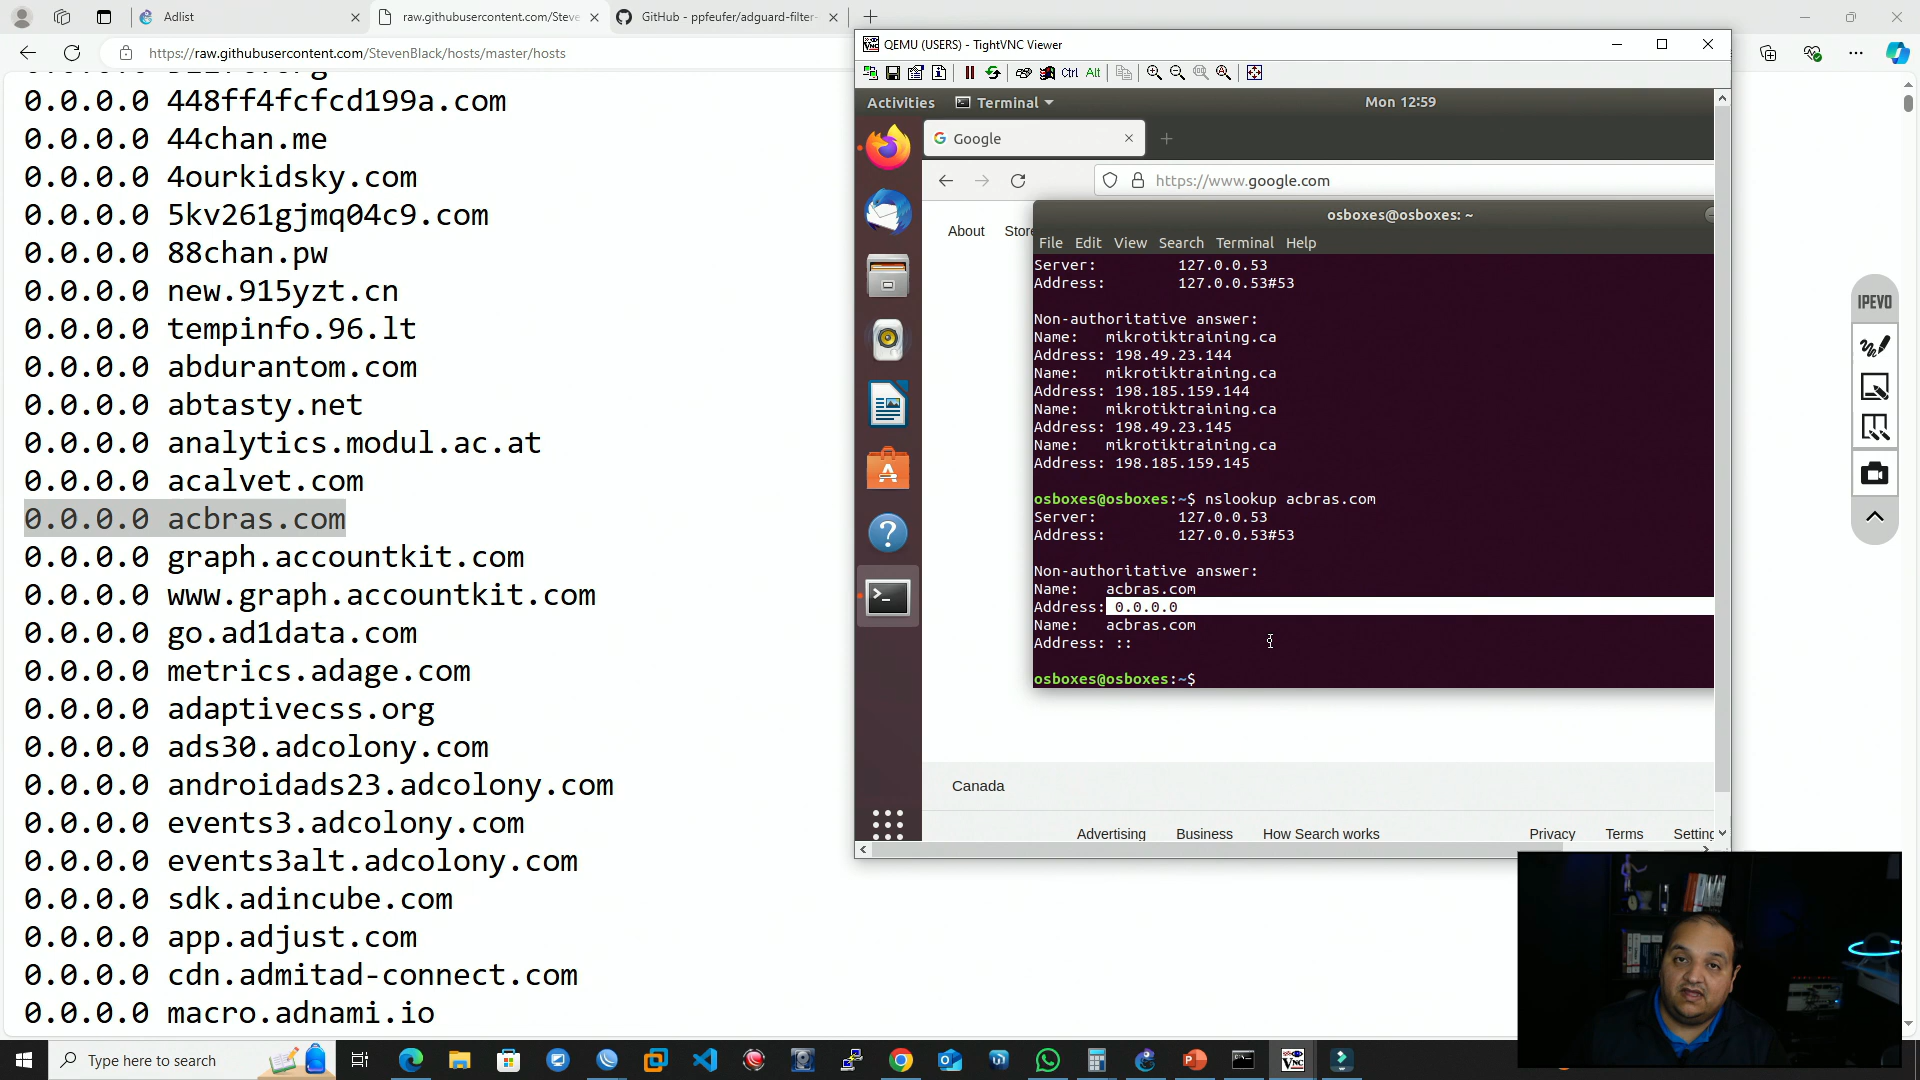 Adlist
raw.githubusercontent.com/Steve
GitHub - ppfeufer/adguard-filter-
https://raw.githubusercontent.com/StevenBlack/hosts/master/hosts
0.0.0.0 448ff4fcfcd199a.com
0.0.0.0 44chan.me
0.0.0.0 4ourkidsky.com
0.0.0.0 5kv261gjmq04c9.com
0.0.0.0 88chan.pw
0.0.0.0 new.915yzt.cn
0.0.0.0 tempinfo.96.lt
0.0.0.0 abdurantom.com
0.0.0.0 abtasty.net
0.0.0.0 analytics.modul.ac.at
0.0.0.0 acalvet.com
0.0.0.0 acbras.com
0.0.0.0 graph.accountkit.com
0.0.0.0 www.graph.accountkit.com
0.0.0.0 go.ad1data.com
0.0.0.0 metrics.adage.com
0.0.0.0 adaptivecss.org
0.0.0.0 ads30.adcolony.com
0.0.0.0 androidads23.adcolony.com
0.0.0.0 events3.adcolony.com
0.0.0.0 events3alt.adcolony.com
0.0.0.0 sdk.adincube.com
0.0.0.0 app.adjust.com
0.0.0.0 cdn.admitad-connect.com
0.0.0.0 macro.adnami.io
QEMU (USERS) - TightVNC Viewer
Ctrl Alt
Activities Terminal Mon 12:59
Google
https://www.google.com
About Store
osboxes@osboxes: ~
File Edit View Search Terminal Help
Server: 127.0.0.53
Address: 127.0.0.53#53
Non-authoritative answer:
Name: mikrotiktraining.ca
Address: 198.49.23.144
Name: mikrotiktraining.ca
Address: 198.185.159.144
Name: mikrotiktraining.ca
Address: 198.49.23.145
Name: mikrotiktraining.ca
Address: 198.185.159.145
osboxes@osboxes:~$ nslookup acbras.com
Server: 127.0.0.53
Address: 127.0.0.53#53
Non-authoritative answer:
Name: acbras.com
Address: 0.0.0.0
Name: acbras.com
Address: ::
osboxes@osboxes:~$
Canada
Advertising Business How Search works Privacy Terms Setting
IPEVO
Type here to search